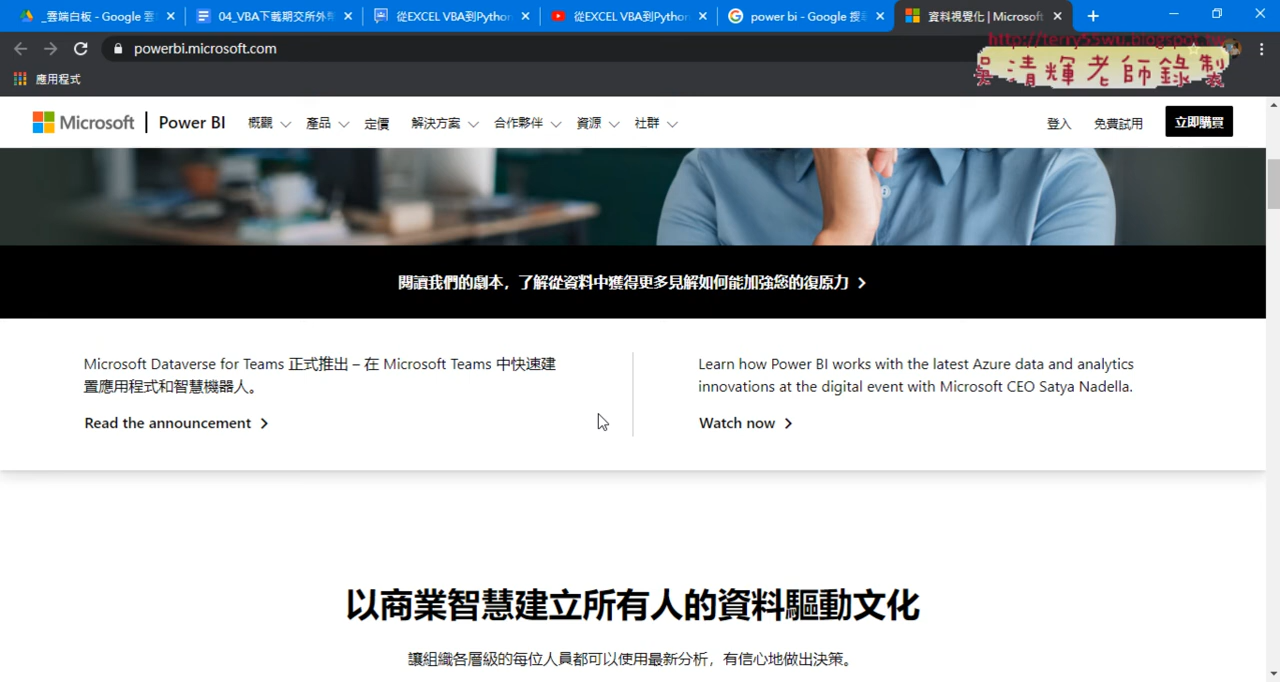 _雲端白板 - Google 雲
04_VBA下載期交所外
從EXCEL VBA到Python
從EXCEL VBA到Python
power bi - Google 搜
資料視覺化 | Microsoft
powerbi.microsoft.com
http://terry55wu.blogspot.tw
吳清輝老師錄製
應用程式
Microsoft
Power BI
概觀
產品
定價
解決方案
合作夥伴
資源
社群
登入
免費試用
立即購買
閱讀我們的劇本，了解從資料中獲得更多見解如何能加強您的復原力
Microsoft Dataverse for Teams 正式推出 – 在 Microsoft Teams 中快速建
置應用程式和智慧機器人。
Read the announcement
Learn how Power BI works with the latest Azure data and analytics
innovations at the digital event with Microsoft CEO Satya Nadella.
Watch now
以商業智慧建立所有人的資料驅動文化
讓組織各層級的每位人員都可以使用最新分析，有信心地做出決策。